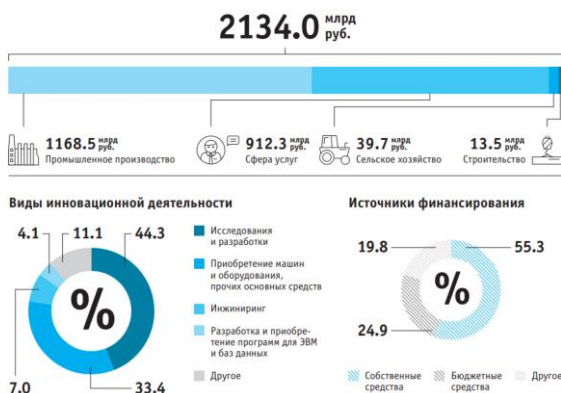 2134.0 млрд руб.
1168.5 млрд руб.
Промышленное производство
912.3 млрд руб.
Сфера услуг
39.7 млрд руб.
Сельское хозяйство
13.5 млрд руб.
Строительство
Виды инновационной деятельности
4.1
11.1
44.3
%
7.0
33.4
Исследования
и разработки
Приобретение машин
и оборудования,
прочих основных средств
Инжиниринг
Разработка и приобре-
тение программ для ЭВМ
и баз данных
Другое
Источники финансирования
19.8
55.3
%
24.9
Собственные
средства
Бюджетные
средства
Другое